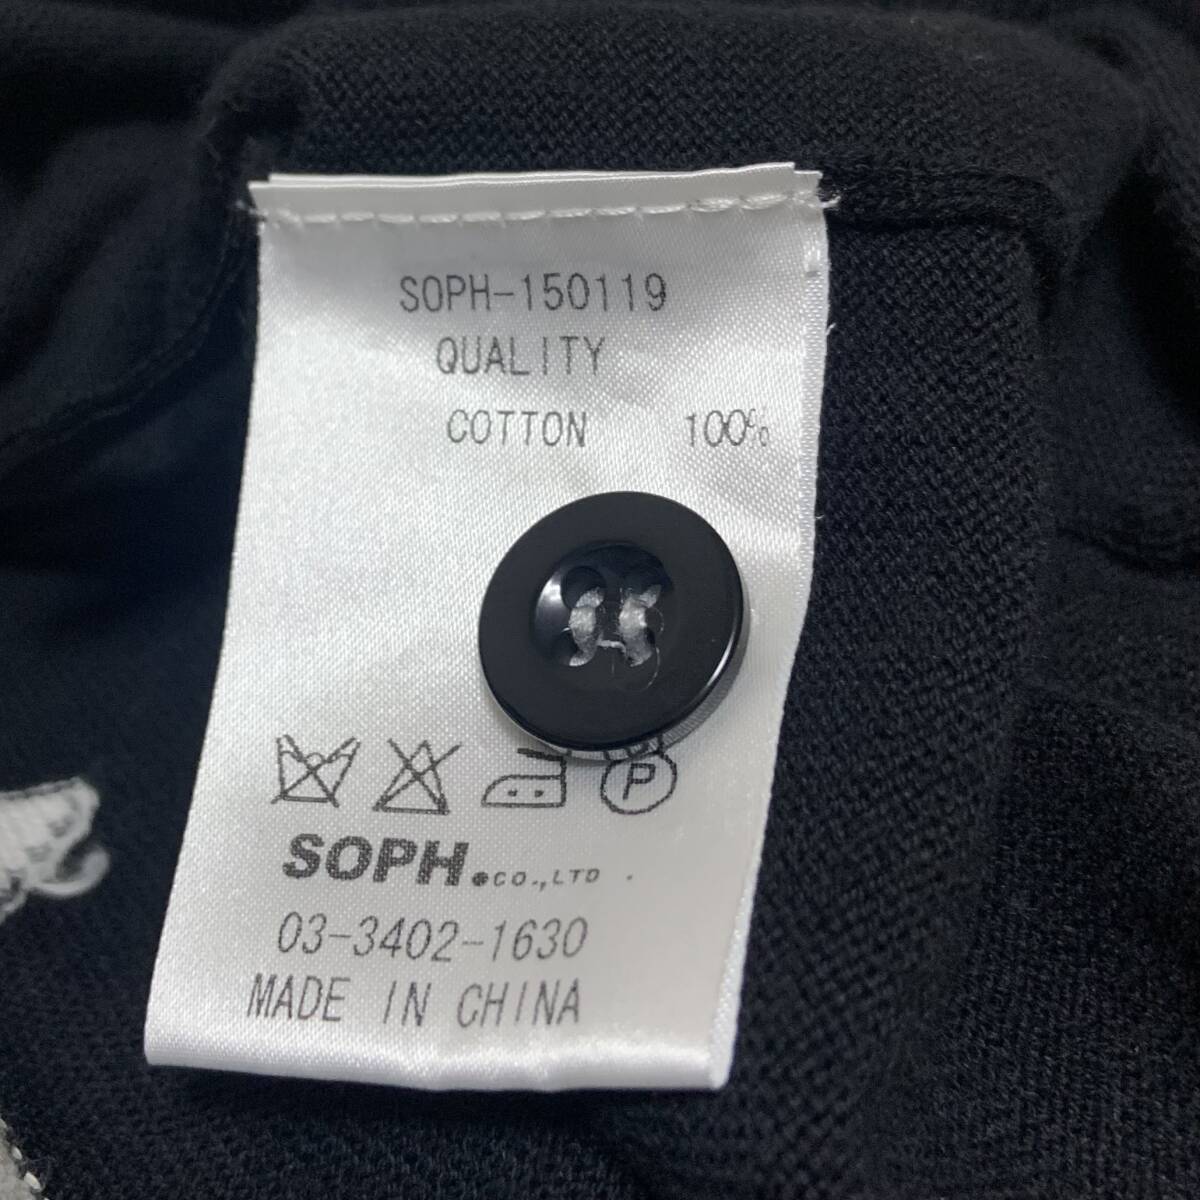 SOPH-150119
QUALITY
COTTON 100%
P
SOPH.CO.,LTD.
03-3402-1630
MADE IN CHINA